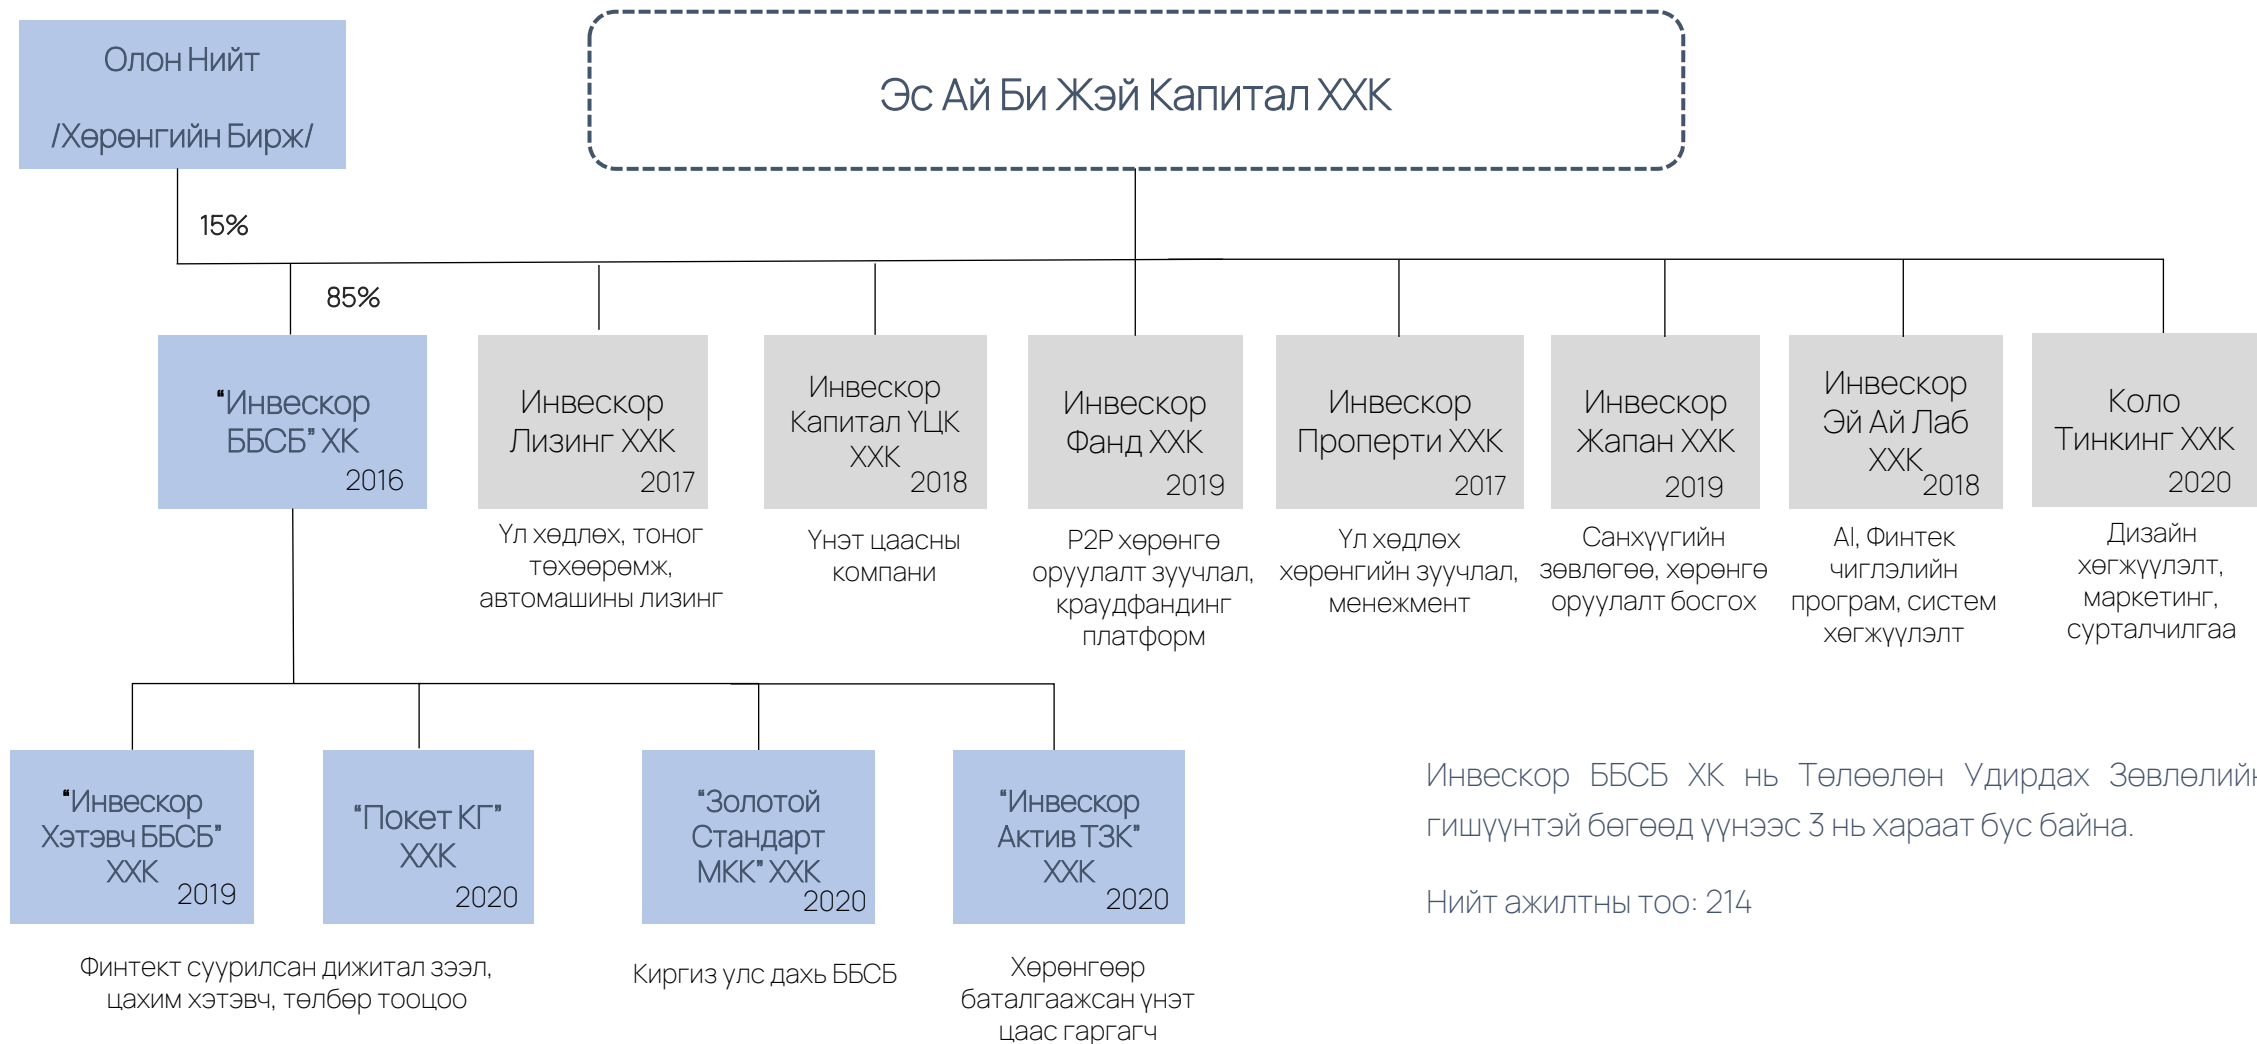 Олон Нийт
/Хөрөнгийн Бирж/
Эс Ай Би Жэй Капитал ХХК
15%
85%
"Инвескор
ББСБ" ХК
2016
Инвескор
Лизинг ХХК
2017
Инвескор
Капитал ҮЦК
ХХК
2018
Инвескор
Фанд ХХК
2019
Инвескор
Проперти ХХК
2017
Инвескор
Жапан ХХК
2019
Инвескор
Эй Ай Лаб
ХХК
2018
Коло
Тинкинг ХХК
2020
Үл хөдлөх, тоног
төхөөрөмж,
автомашины лизинг
Үнэт цаасны
компани
P2P хөрөнгө
оруулалт зуучлал,
краудфандинг
платформ
Үл хөдлөх
хөрөнгийн зуучлал,
менежмент
Санхүүгийн
зөвлөгөө, хөрөнгө
оруулалт босгох
AI, Финтек
чиглэлийн
програм, систем
хөгжүүлэлт
Дизайн
хөгжүүлэлт,
маркетинг,
сурталчилгаа
"Инвескор
Хэтэвч ББСБ"
ХХК
2019
"Покет КГ"
ХХК
2020
"Золотой
Стандарт
МКК" ХХК
2020
"Инвескор
Актив ТЗК"
ХХК
2020
Финтект суурилсан дижитал зээл,
цахим хэтэвч, төлбөр тооцоо
Киргиз улс дахь ББСБ
Хөрөнгөөр
баталгаажсан үнэт
цаас гаргагч
Инвескор ББСБ ХК нь Төлөөлөн Удирдах Зөвлөлийн
гишүүнтэй бөгөөд үүнээс 3 нь хараат бус байна.
Нийт ажилтны тоо: 214